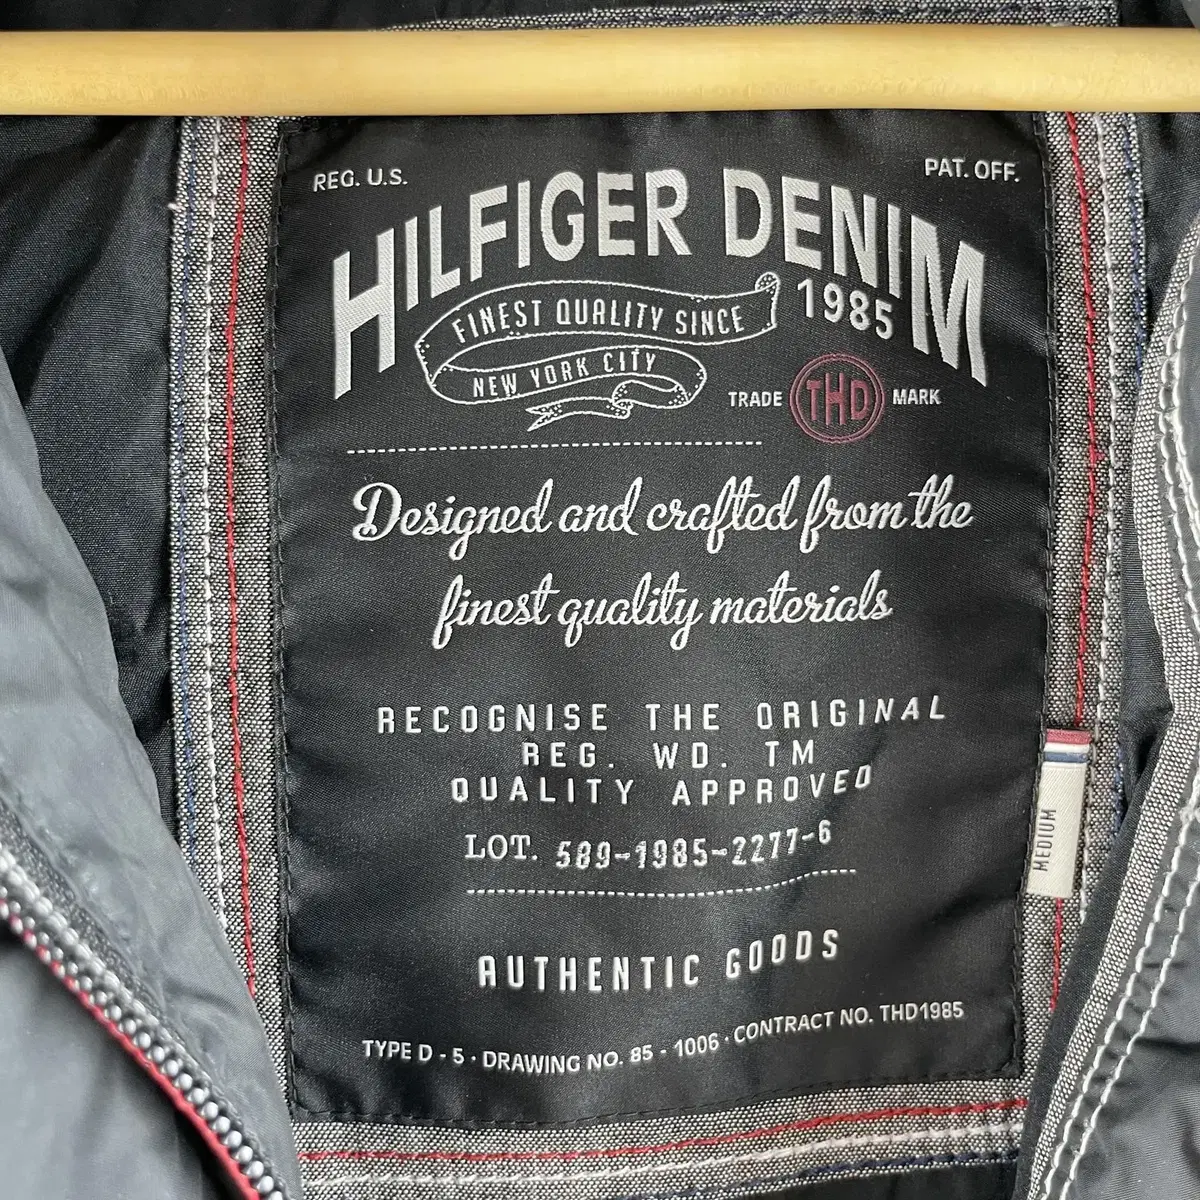 REG. U.S.
PAT. OFF.
HILFIGER DENIM
FINEST QUALITY SINCE 1985
NEW YORK CITY
TRADE THD MARK
Designed and crafted from the
finest quality materials
RECOGNISE THE ORIGINAL
REG. WD. TM
QUALITY APPROVED
LOT. 589-1985-2277-6
MEDIUM
AUTHENTIC GOODS
TYPE D - 5 · DRAWING NO. 85 - 1006 · CONTRACT NO. THD1985